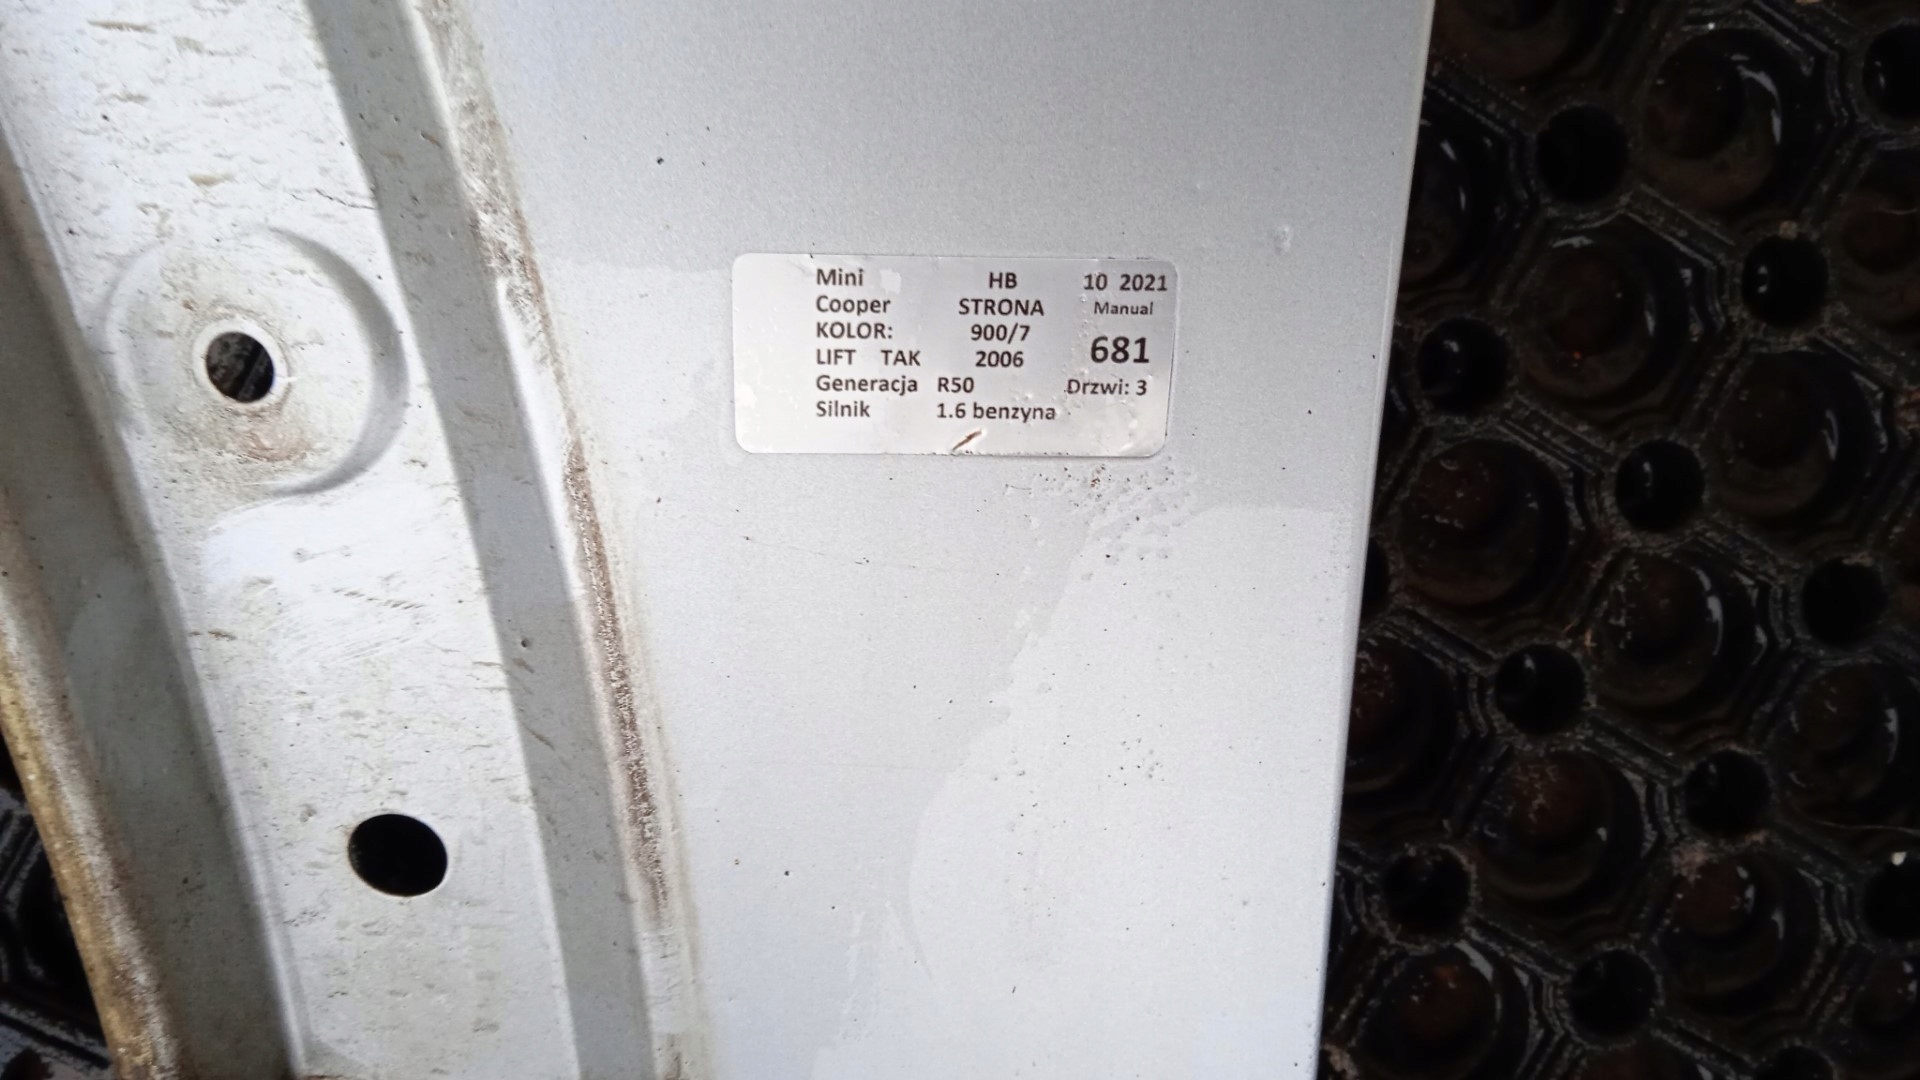 Mini HB 10 2021
Cooper STRONA Manual
KOLOR: 900/7
LIFT TAK 2006 681
Generacja R50 Drzwi: 3
Silnik 1.6 benzyna